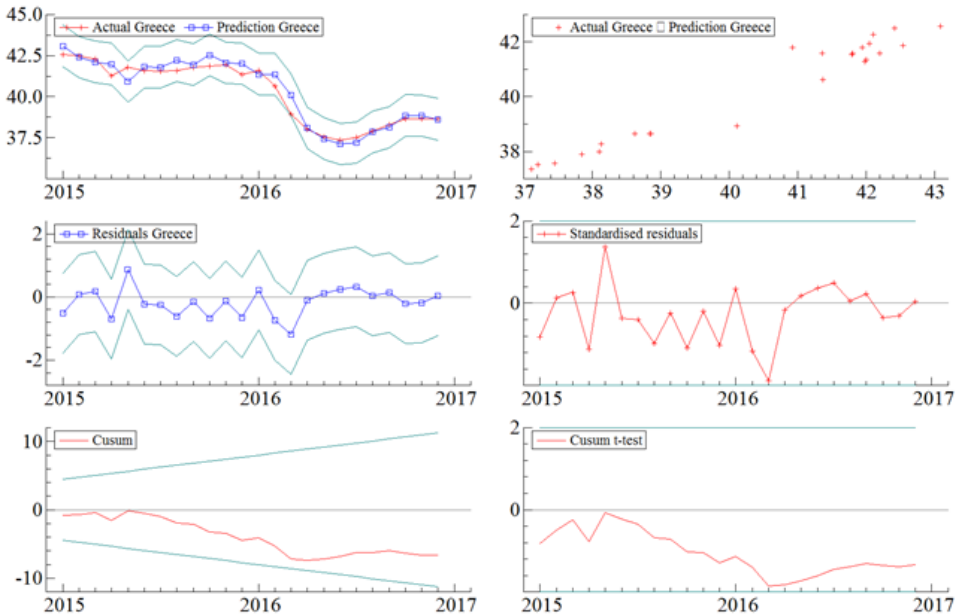 45.0
Actual Greece Prediction Greece
42.5
40.0
37.5
2015 2016 2017
Actual Greece Prediction Greece
42
40
38
37 38 39 40 41 42 43
2
Residnals Greece
0
-2
2015 2016 2017
2
Standardised residuals
0
2015 2016 2017
10
Cusum
0
-10
2015 2016 2017
2
Cusum t-test
0
2015 2016 2017